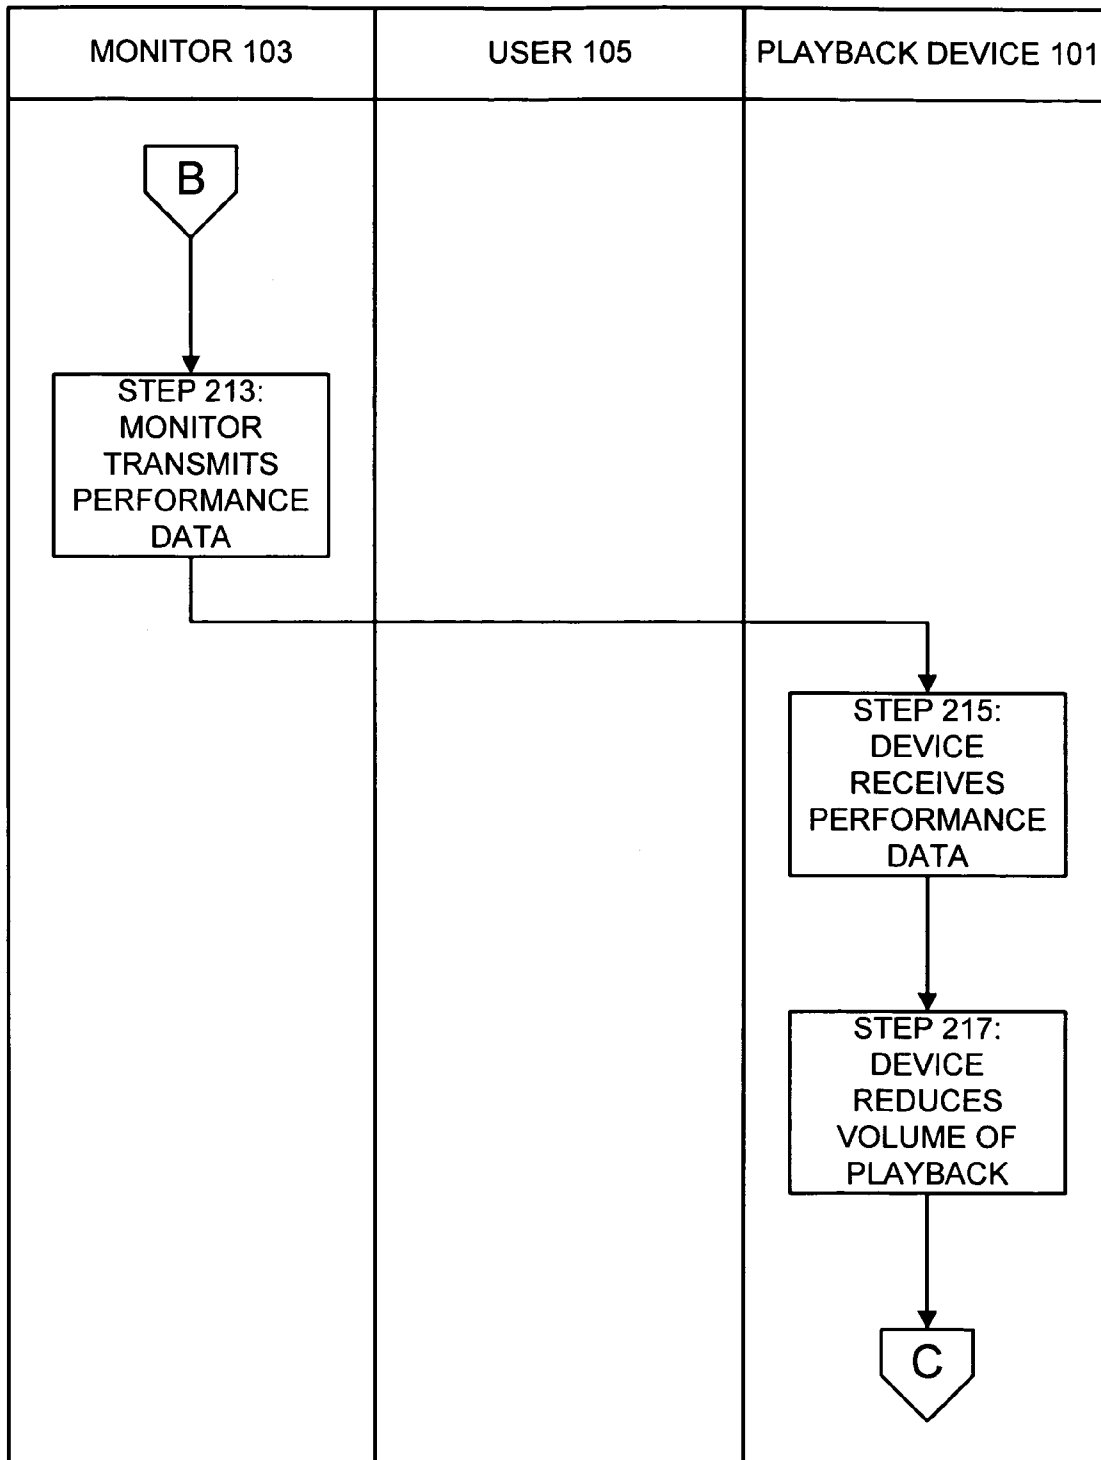 MONITOR 103
USER 105
PLAYBACK DEVICE 101
B
STEP 213:
MONITOR
TRANSMITS
PERFORMANCE
DATA
STEP 215:
DEVICE
RECEIVES
PERFORMANCE
DATA
STEP 217:
DEVICE
REDUCES
VOLUME OF
PLAYBACK
C